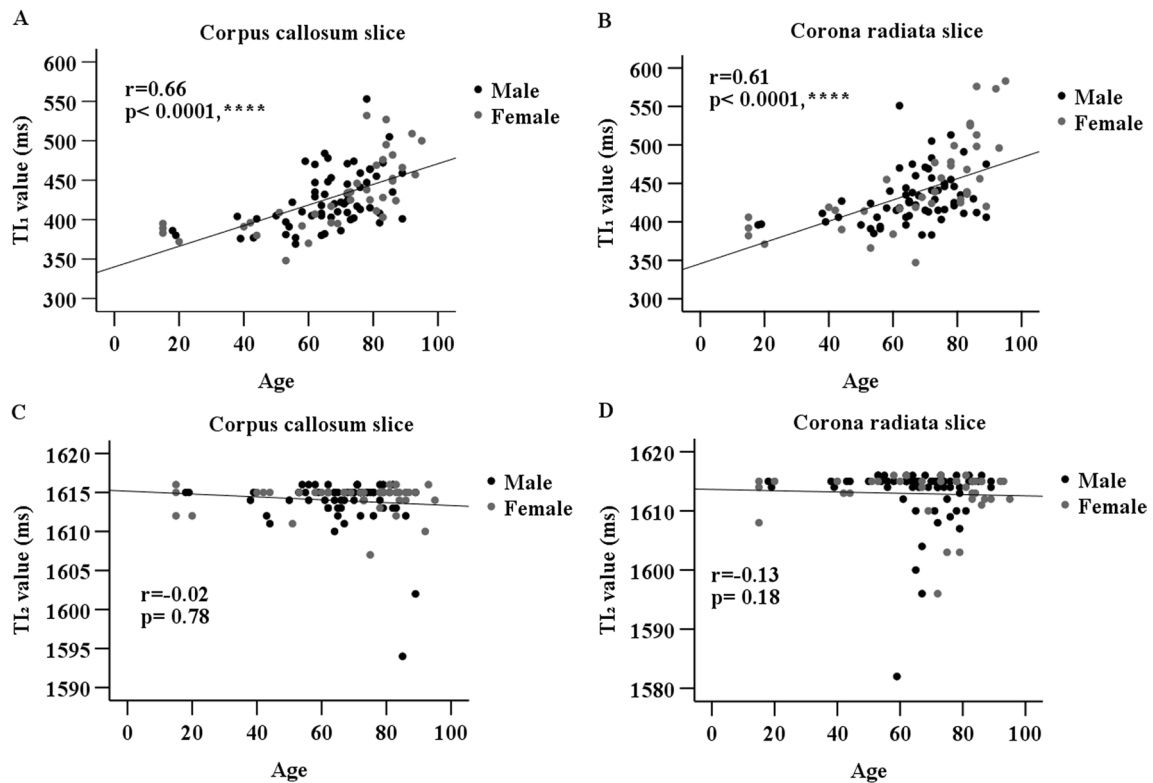 A
Corpus callosum slice
600
550
500
450
400
350
300
TI₁ value (ms)
r=0.66
p< 0.0001, ****
Male
Female
0 20 40 60 80 100
Age
B
Corona radiata slice
600
550
500
450
400
350
300
TI₁ value (ms)
r=0.61
p< 0.0001, ****
Male
Female
0 20 40 60 80 100
Age
C
Corpus callosum slice
1620
1615
1610
1605
1600
1595
1590
TI₂ value (ms)
r=-0.02
p= 0.78
Male
Female
0 20 40 60 80 100
Age
D
Corona radiata slice
1620
1610
1600
1590
1580
TI₂ value (ms)
r=-0.13
p= 0.18
Male
Female
0 20 40 60 80 100
Age